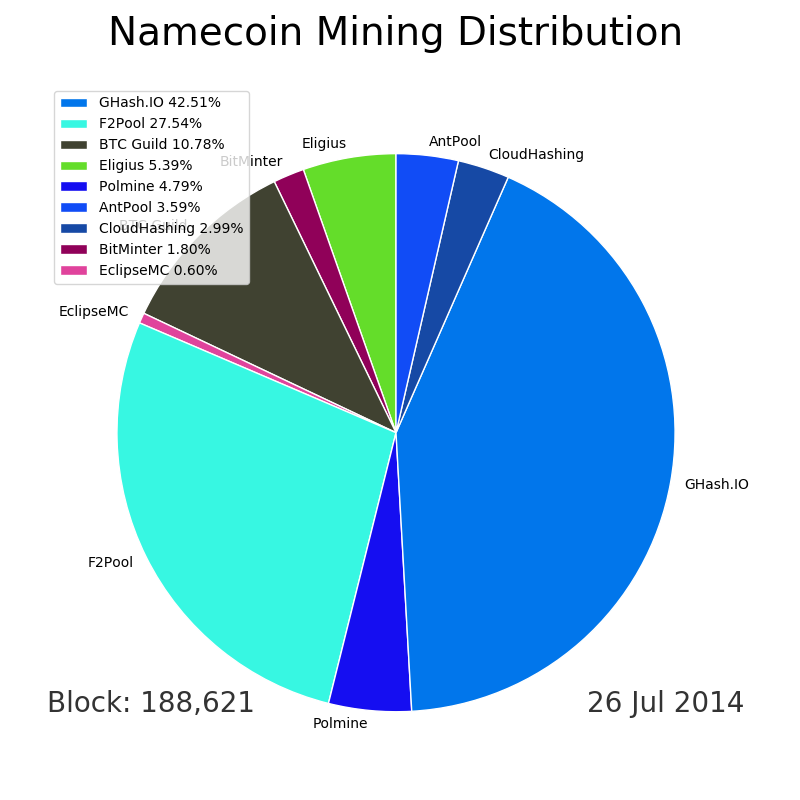 Namecoin Mining Distribution
GHash.IO 42.51%
F2Pool 27.54%
BTC Guild 10.78%
Eligius 5.39%
Polmine 4.79%
AntPool 3.59%
CloudHashing 2.99%
BitMinter 1.80%
EclipseMC 0.60%
AntPool
CloudHashing
Eligius
BitMinter
BTC Guild
EclipseMC
GHash.IO
F2Pool
Polmine
Block: 188,621
26 Jul 2014